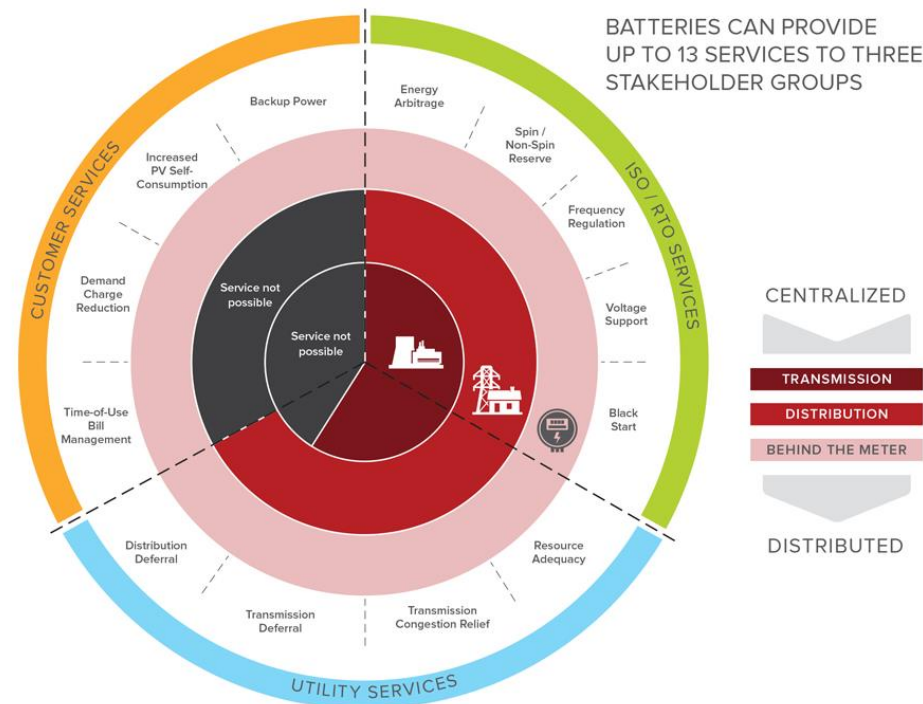 BATTERIES CAN PROVIDE
UP TO 13 SERVICES TO THREE
STAKEHOLDER GROUPS
CUSTOMER SERVICES
ISO / RTO SERVICES
UTILITY SERVICES
Backup Power
Increased
PV Self-
Consumption
Demand
Charge
Reduction
Time-of-Use
Bill
Management
Energy
Arbitrage
Spin /
Non-Spin
Reserve
Frequency
Regulation
Voltage
Support
Black
Start
Resource
Adequacy
Transmission
Congestion Relief
Transmission
Deferral
Distribution
Deferral
Service not
possible
Service not
possible
CENTRALIZED
TRANSMISSION
DISTRIBUTION
BEHIND THE METER
DISTRIBUTED